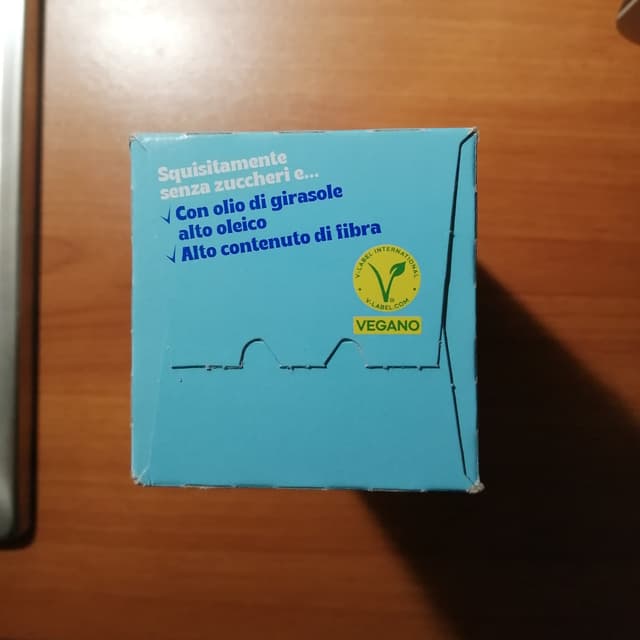 Squisitamente
senza zuccheri e...
✓ Con olio di girasole
alto oleico
✓ Alto contenuto di fibra
V-LABEL INTERNATIONAL
V-LABEL.COM
VEGANO